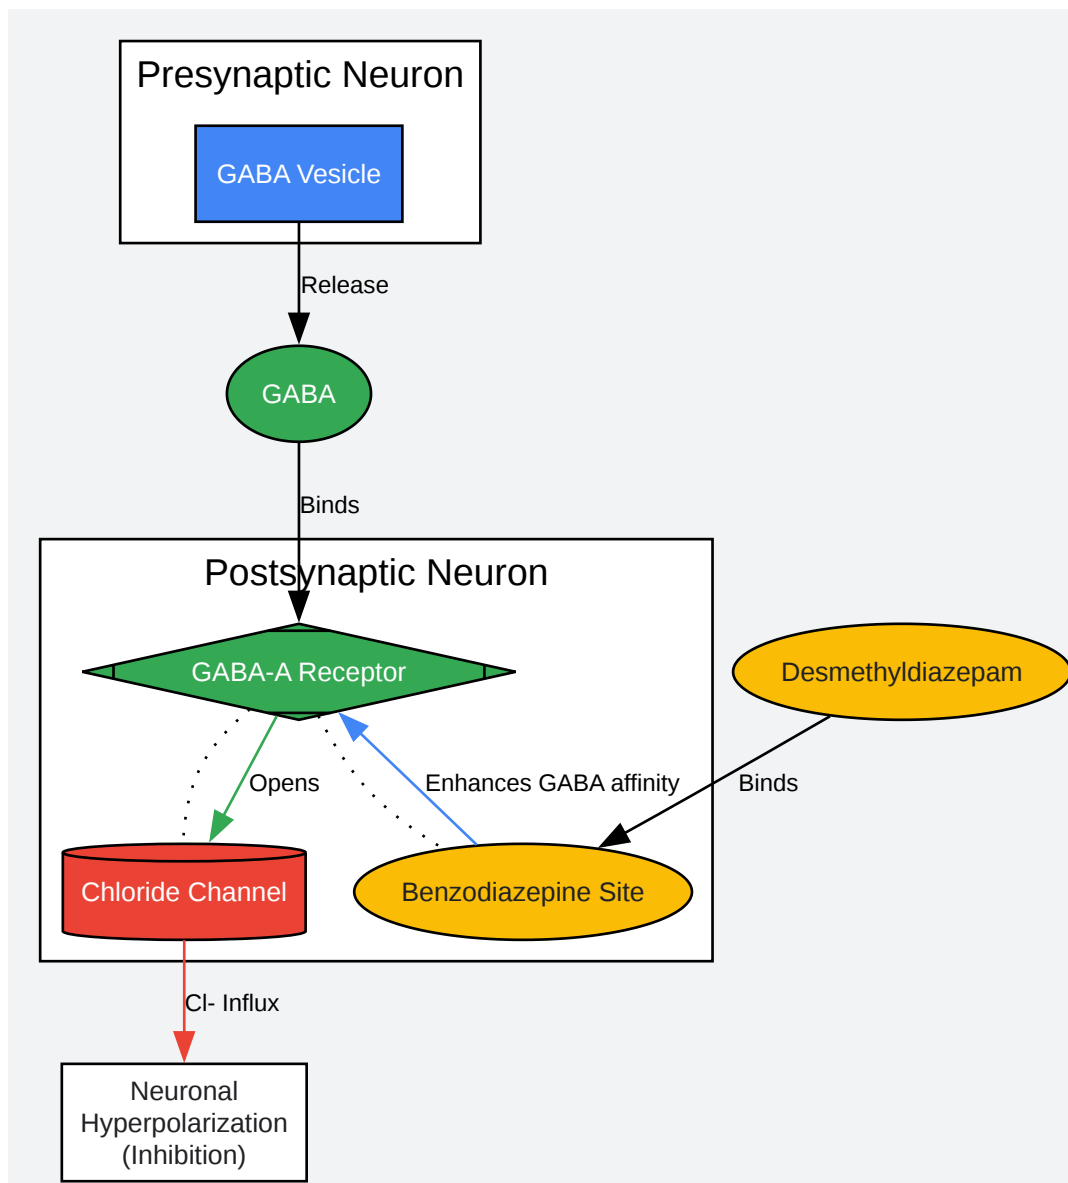 Presynaptic Neuron
GABA Vesicle
Release
GABA
Binds
Postsynaptic Neuron
GABA-A Receptor
Desmethyldiazepam
Opens
Enhances GABA affinity
Binds
Chloride Channel
Benzodiazepine Site
Cl- Influx
Neuronal
Hyperpolarization
(Inhibition)